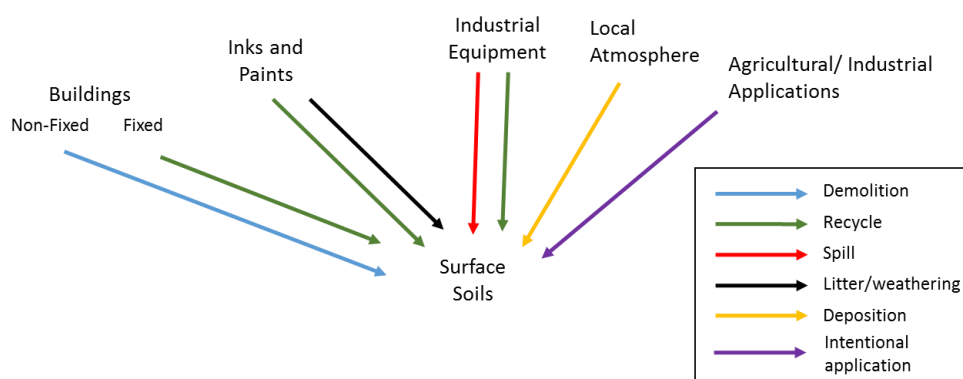 Inks and
Paints
Industrial
Equipment
Local
Atmosphere
Agricultural/ Industrial
Applications
Buildings
Non-Fixed Fixed
Surface
Soils
Demolition
Recycle
Spill
Litter/weathering
Deposition
Intentional
application